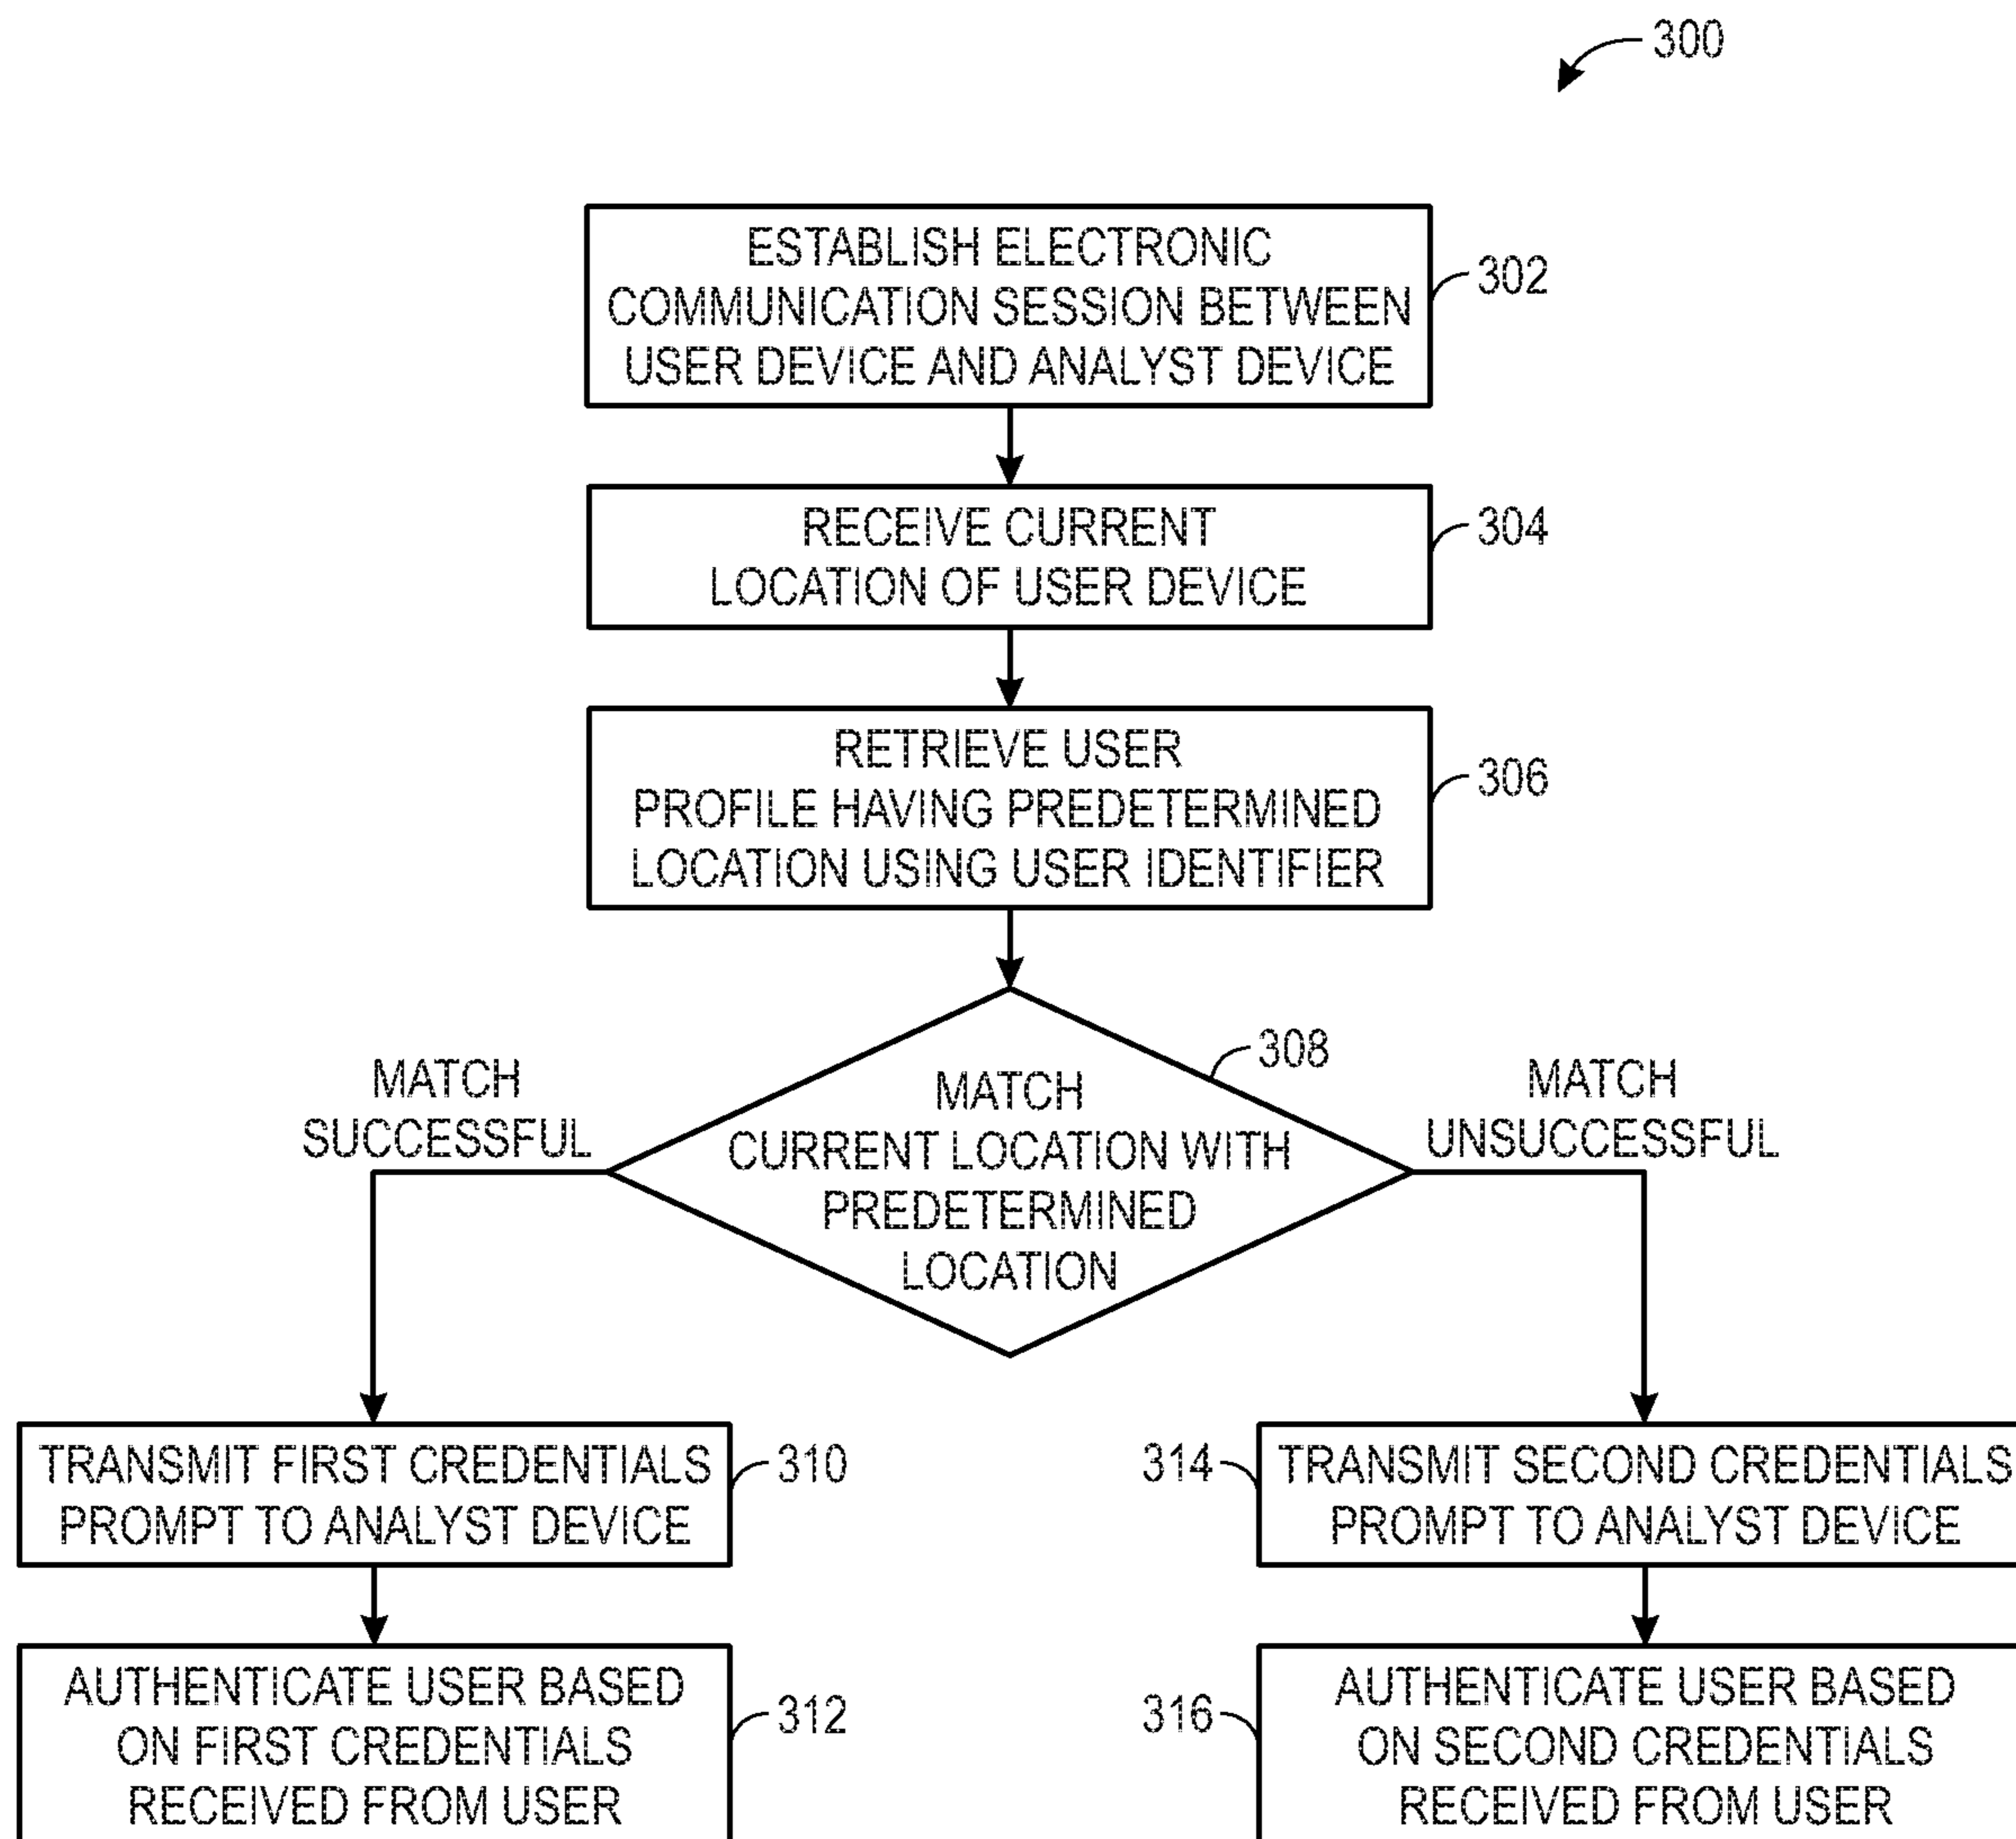 300
ESTABLISH ELECTRONIC
COMMUNICATION SESSION BETWEEN
USER DEVICE AND ANALYST DEVICE
302
RECEIVE CURRENT
LOCATION OF USER DEVICE
304
RETRIEVE USER
PROFILE HAVING PREDETERMINED
LOCATION USING USER IDENTIFIER
306
308
MATCH
SUCCESSFUL
MATCH
CURRENT LOCATION WITH
PREDETERMINED
LOCATION
MATCH
UNSUCCESSFUL
TRANSMIT FIRST CREDENTIALS
PROMPT TO ANALYST DEVICE
310
314
TRANSMIT SECOND CREDENTIALS
PROMPT TO ANALYST DEVICE
AUTHENTICATE USER BASED
ON FIRST CREDENTIALS
RECEIVED FROM USER
312
316
AUTHENTICATE USER BASED
ON SECOND CREDENTIALS
RECEIVED FROM USER